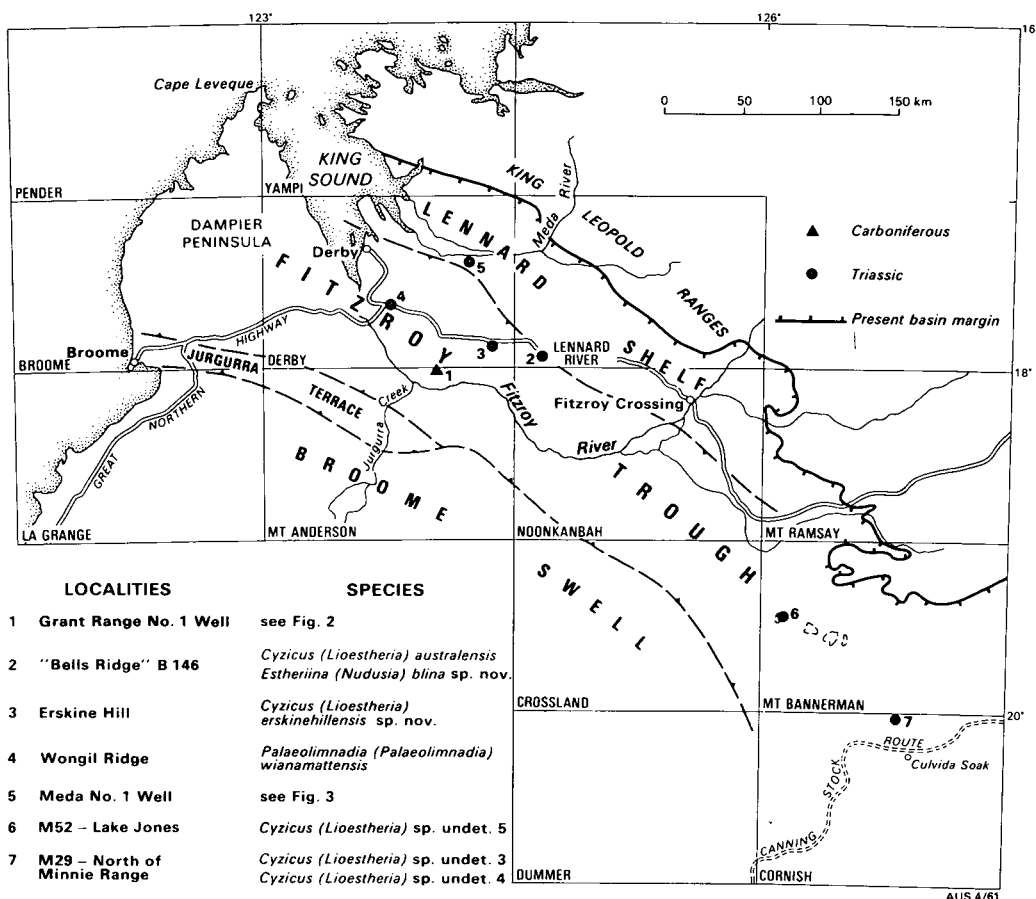 123°
126°
16
Cape Leveque
0 50 100 150 km
KING
SOUND
KING
River
Meda
LEOPOLD
RANGES
PENDER
YAMPI
LENNARD
SHELF
DAMPIER
PENINSULA
Derby
5
▲ Carboniferous
● Triassic
Present basin margin
FITZROY
TROUGH
4
HIGHWAY
3
2
LENNARD
RIVER
Broome
BROOME
JURGURRA
DERBY
TERRACE
1
18°
Creek
Jurgurra
Fitzroy
River
Fitzroy Crossing
NORTHERN
GREAT
BROOME
SWELL
LA GRANGE
MT ANDERSON
NOONKANBAH
MT RAMSAY
6
LOCALITIES SPECIES
1 Grant Range No. 1 Well see Fig. 2
2 "Bells Ridge" B 146 Cyzicus (Lioestheria) australensis
Estheriina (Nudusia) blina sp. nov.
3 Erskine Hill Cyzicus (Lioestheria)
erskinehillensis sp. nov.
4 Wongil Ridge Palaeolimnadia (Palaeolimnadia)
wianamattensis
5 Meda No. 1 Well see Fig. 3
6 M52 – Lake Jones Cyzicus (Lioestheria) sp. undet. 5
7 M29 – North of Cyzicus (Lioestheria) sp. undet. 3
Minnie Range Cyzicus (Lioestheria) sp. undet. 4
CROSSLAND
MT BANNERMAN
20°
7
ROUTE
Culvida Soak
STOCK
CANNING
DUMMER
CORNISH
AUS 4/61